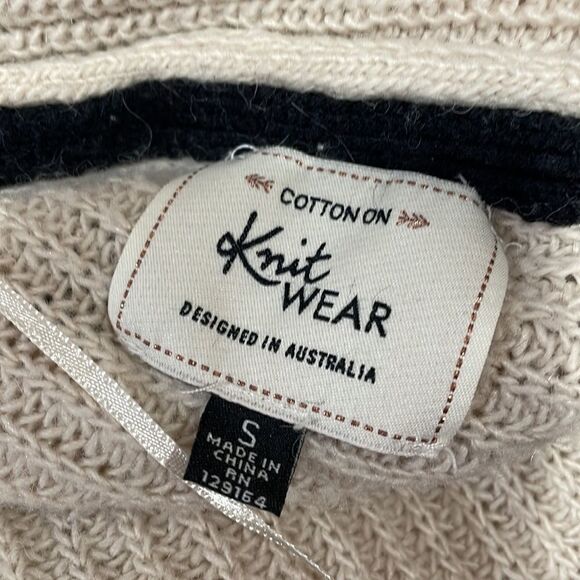 COTTON ON
Knit
WEAR
DESIGNED IN AUSTRALIA
S
MADE IN
CHINA
RN
129164